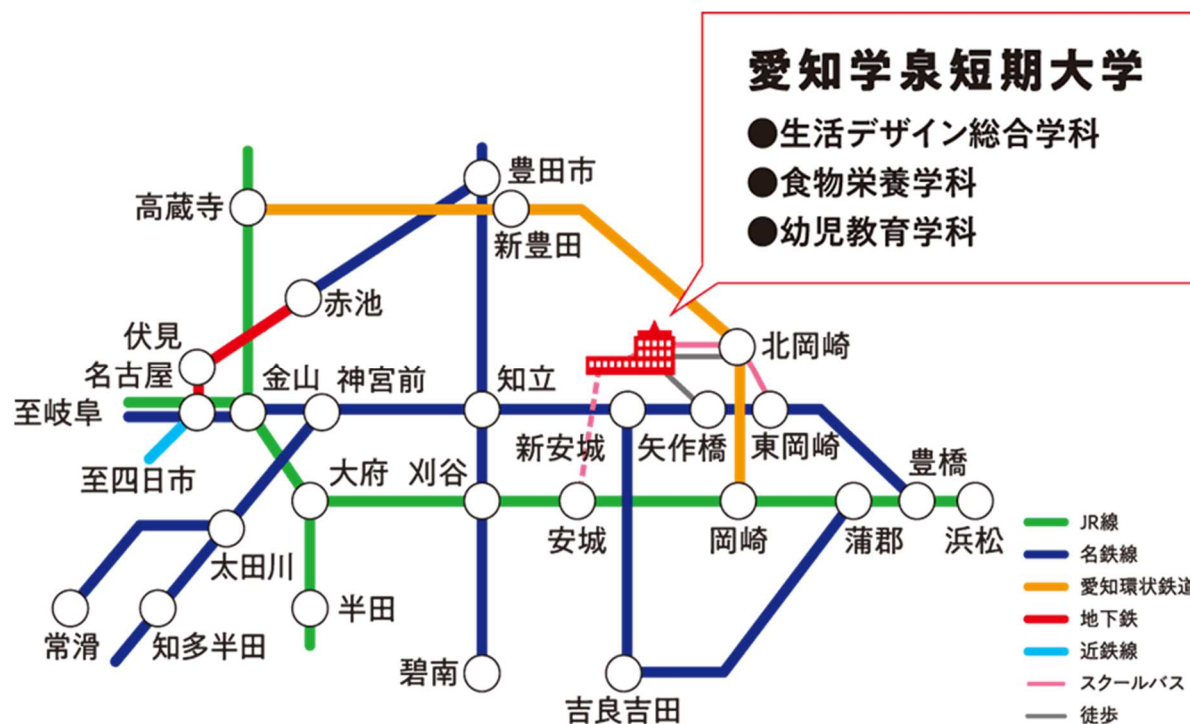 愛知学泉短期大学
●生活デザイン総合学科
●食物栄養学科
●幼児教育学科
豊田市
高蔵寺
新豊田
赤池
伏見
北岡崎
名古屋
金山
神宮前
知立
至岐阜
新安城
矢作橋
東岡崎
至四日市
大府
刈谷
豊橋
安城
岡崎
蒲郡
浜松
太田川
半田
常滑
知多半田
碧南
吉良吉田
JR線
名鉄線
愛知環状鉄道
地下鉄
近鉄線
スクールバス
徒歩